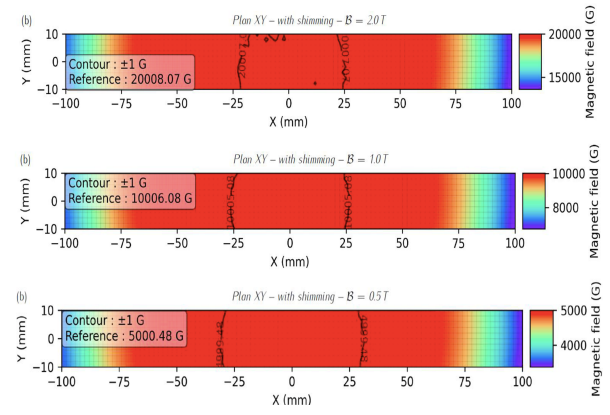 (b)
Plan XY – with shimming – B = 2.0 T
Y (mm)
10
0
−10
Contour : ±1 G
Reference : 20008.07 G
−100
−75
−50
−25
0
25
50
75
100
X (mm)
20000
15000
Magnetic field (G)
(b)
Plan XY – with shimming – B = 1.0 T
Y (mm)
10
0
−10
Contour : ±1 G
Reference : 10006.08 G
10005.08
10005.08
−100
−75
−50
−25
0
25
50
75
100
X (mm)
10000
8000
Magnetic field (G)
(b)
Plan XY – with shimming – B = 0.5 T
Y (mm)
10
0
−10
Contour : ±1 G
Reference : 5000.48 G
−100
−75
−50
−25
0
25
50
75
100
X (mm)
5000
4000
Magnetic field (G)